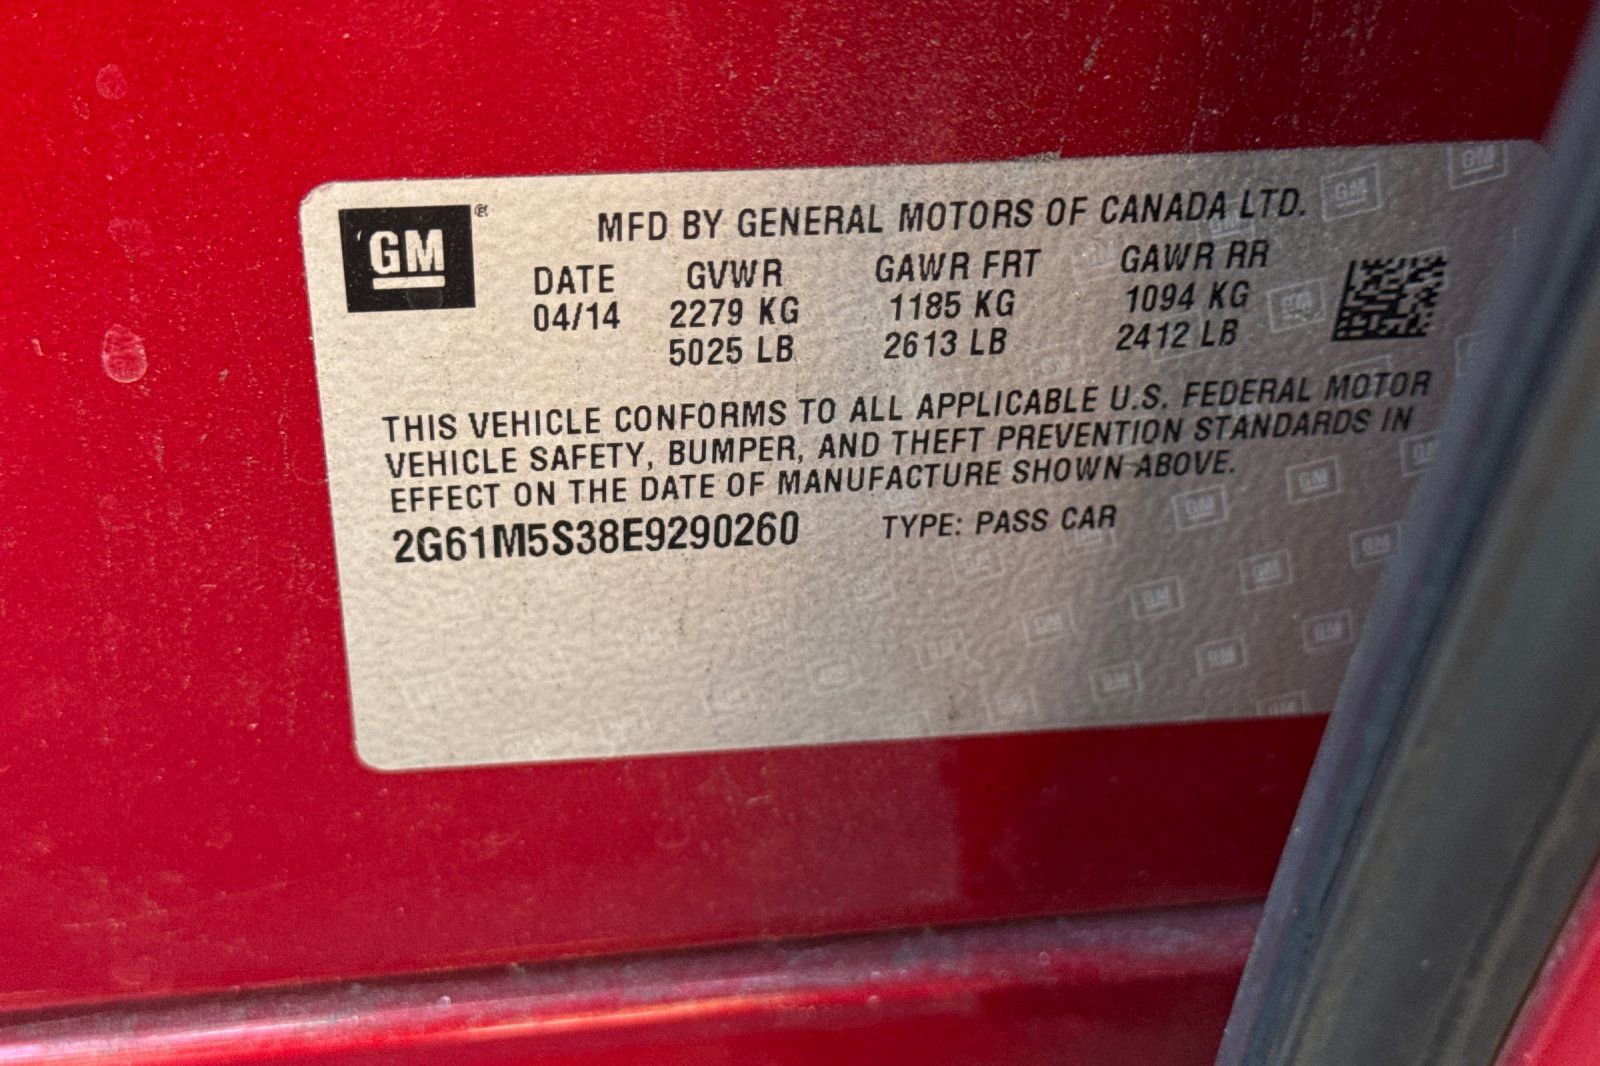 GM ®
MFD BY GENERAL MOTORS OF CANADA LTD.
DATE GVWR GAWR FRT GAWR RR
04/14 2279 KG 1185 KG 1094 KG
5025 LB 2613 LB 2412 LB
THIS VEHICLE CONFORMS TO ALL APPLICABLE U.S. FEDERAL MOTOR
VEHICLE SAFETY, BUMPER, AND THEFT PREVENTION STANDARDS IN
EFFECT ON THE DATE OF MANUFACTURE SHOWN ABOVE.
2G61M5S38E9290260 TYPE: PASS CAR